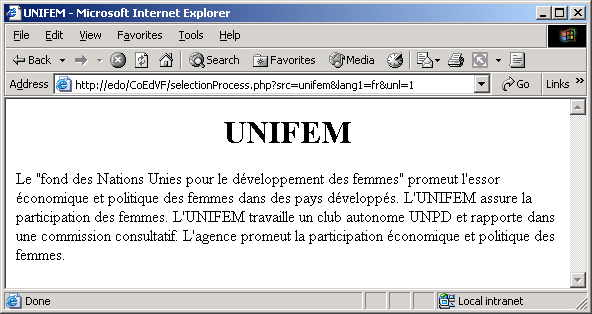 UNIFEM - Microsoft Internet Explorer
File Edit View Favorites Tools Help
Back Search Favorites Media
Address http://edo/CoEdVF/selectionProcess.php?src=unifem&lang1=fr&unl=1 Go Links »
UNIFEM
Le "fond des Nations Unies pour le développement des femmes" promeut l'essor
économique et politique des femmes dans des pays développés. L'UNIFEM assure la
participation des femmes. L'UNIFEM travaille un club autonome UNPD et rapporte dans
une commission consultatif. L'agence promeut la participation économique et politique des
femmes.
Done Local intranet